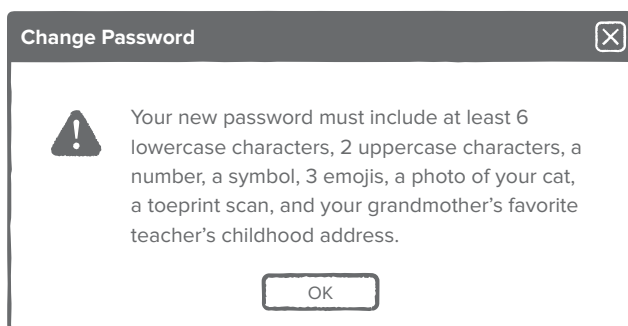 Change Password
Your new password must include at least 6
lowercase characters, 2 uppercase characters, a
number, a symbol, 3 emojis, a photo of your cat,
a toeprint scan, and your grandmother’s favorite
teacher’s childhood address.
OK